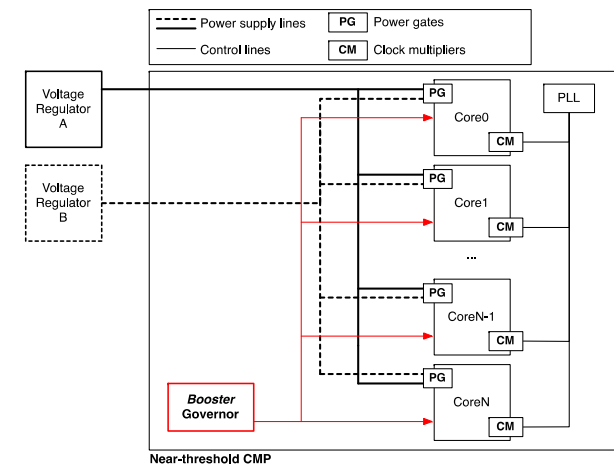 Power supply lines
PG
Power gates
Control lines
CM
Clock multipliers
Voltage
Regulator
A
PG
Core0
CM
PLL
Voltage
Regulator
B
PG
Core1
CM
...
PG
CoreN-1
CM
PG
CoreN
CM
Booster
Governor
Near-threshold CMP